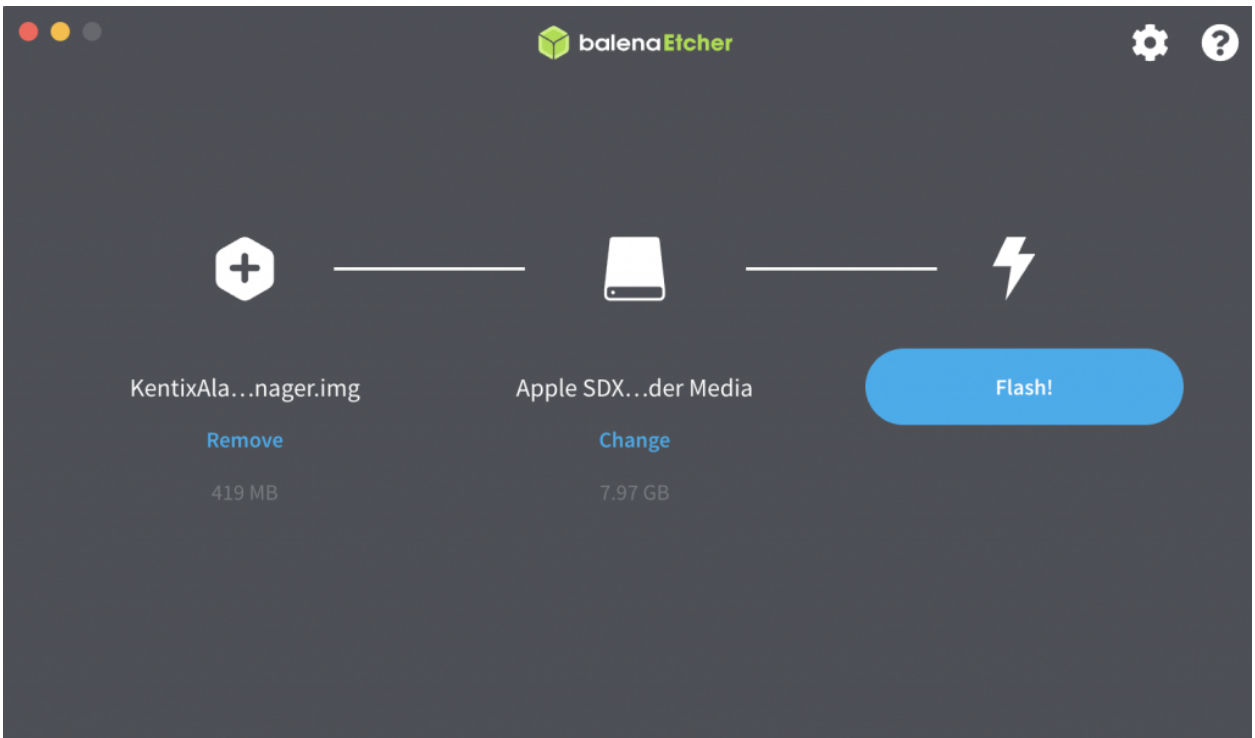 balenaEtcher
KentixAla...nager.img
Remove
419 MB
Apple SDX...der Media
Change
7.97 GB
Flash!